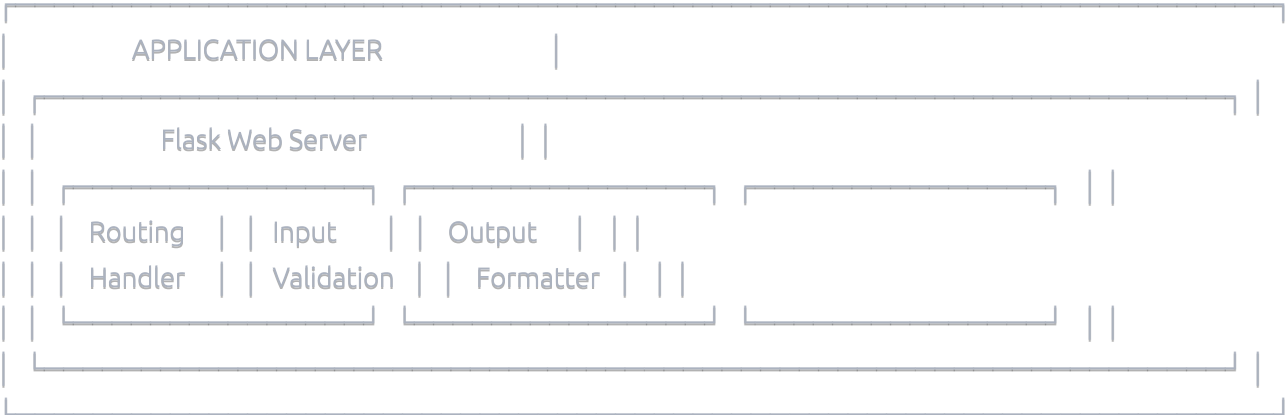 APPLICATION LAYER
Flask Web Server
Routing Input Output
Handler Validation Formatter